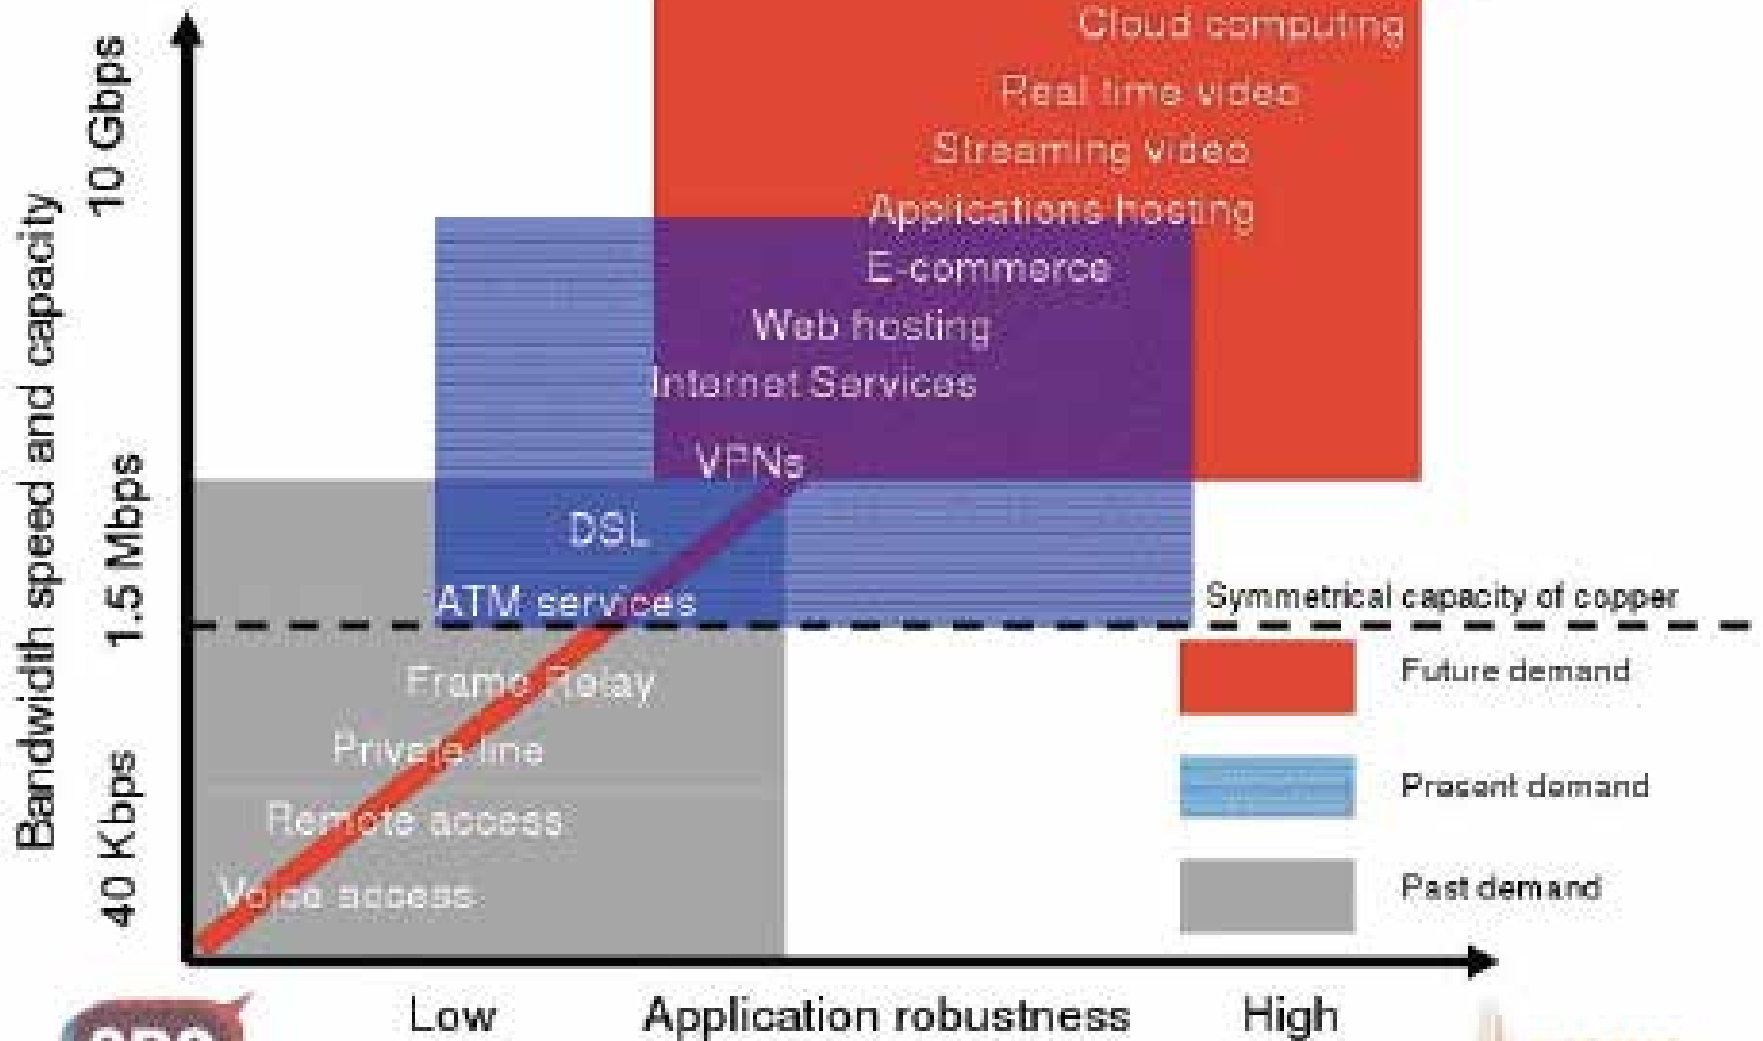 Cloud computing
Real time video
Streaming video
Applications hosting
E-commerce
Web hosting
Internet Services
VPNs
DSL
ATM services
Frame Relay
Private line
Remote access
Voice access
Bandwidth speed and capacity
10 Gbps
1.5 Mbps
40 Kbps
Symmetrical capacity of copper
Future demand
Present demand
Past demand
Low
Application robustness
High